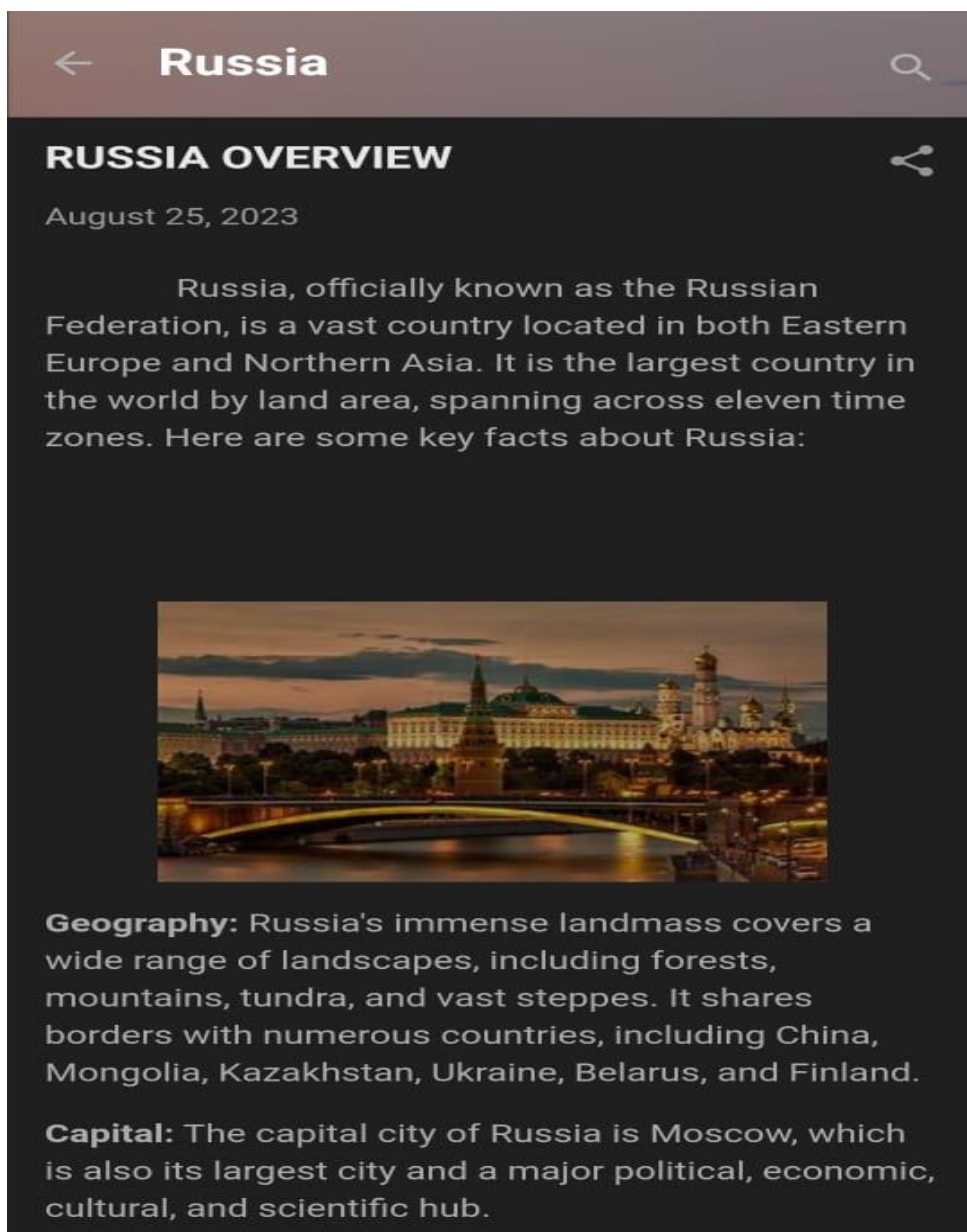 Russia
RUSSIA OVERVIEW
August 25, 2023
Russia, officially known as the Russian
Federation, is a vast country located in both Eastern
Europe and Northern Asia. It is the largest country in
the world by land area, spanning across eleven time
zones. Here are some key facts about Russia:
Geography: Russia's immense landmass covers a
wide range of landscapes, including forests,
mountains, tundra, and vast steppes. It shares
borders with numerous countries, including China,
Mongolia, Kazakhstan, Ukraine, Belarus, and Finland.
Capital: The capital city of Russia is Moscow, which
is also its largest city and a major political, economic,
cultural, and scientific hub.